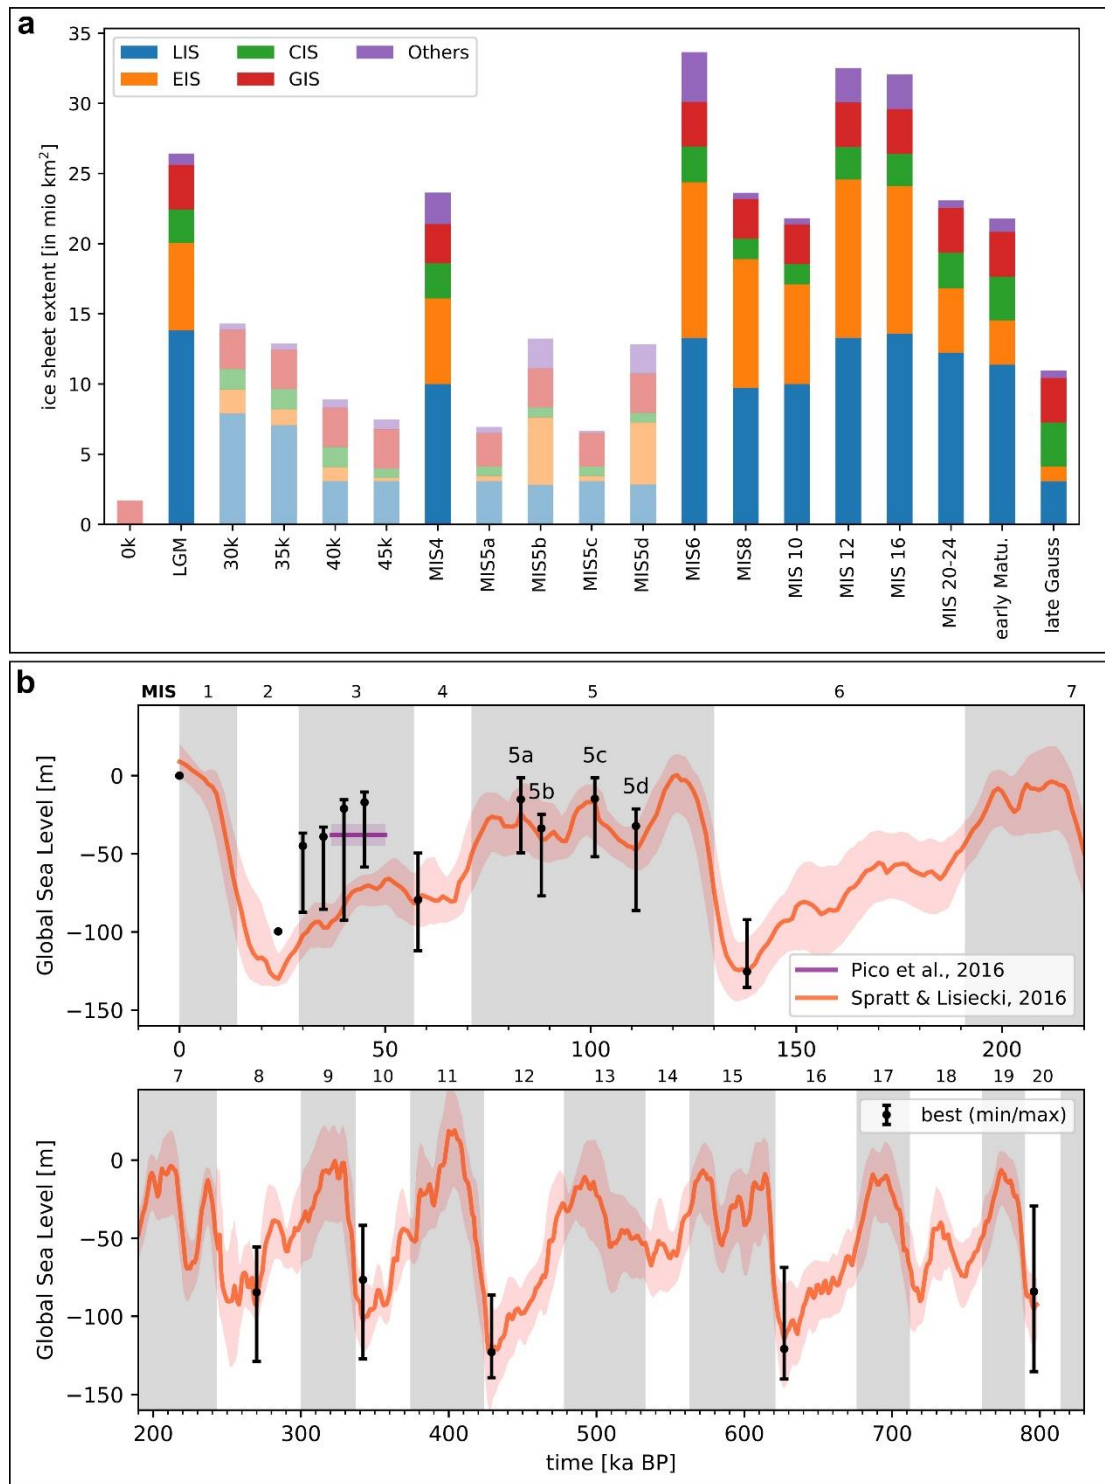 a
35
30
25
20
15
10
5
0
ice sheet extent [in mio km²]
LIS CIS Others
EIS GIS
0k LGM 30k 35k 40k 45k MIS4 MIS5a MIS5b MIS5c MIS5d MIS6 MIS8 MIS 10 MIS 12 MIS 16 MIS 20-24 early Matu. late Gauss
b
MIS 1 2 3 4 5 6 7
0
−50
−100
−150
Global Sea Level [m]
5a 5c
5b 5d
Pico et al., 2016
Spratt & Lisiecki, 2016
0 50 100 150 200
7 8 9 10 11 12 13 14 15 16 17 18 19 20
0
−50
−100
−150
Global Sea Level [m]
best (min/max)
200 300 400 500 600 700 800
time [ka BP]